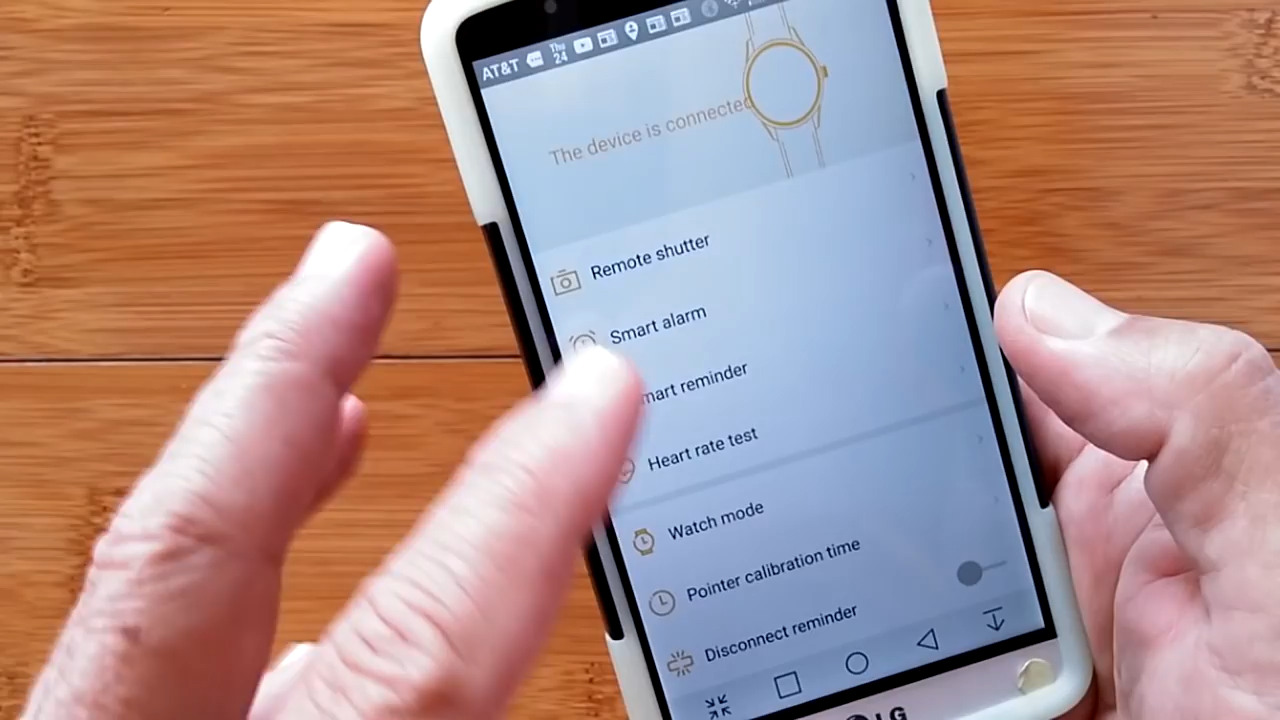 AT&T
Thu
24
The device is connected
Remote shutter
Smart alarm
mart reminder
Heart rate test
Watch mode
Pointer calibration time
Disconnect reminder
LG